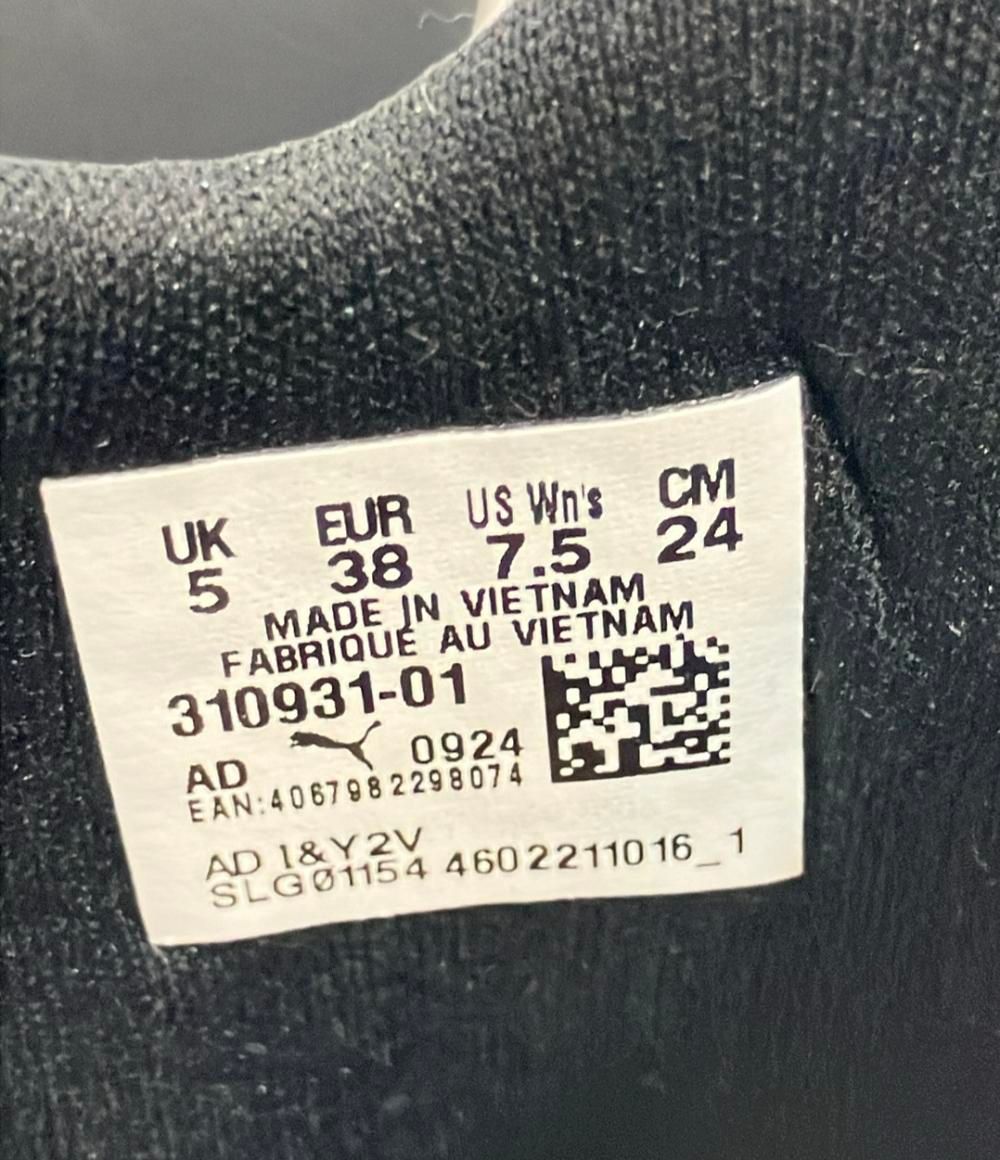 UK EUR US Wn's CM
5 38 7.5 24
MADE IN VIETNAM
FABRIQUÉ AU VIETNAM
310931-01
AD 0924
EAN:4067982298074
AD I&Y2V
SLG01154 4602211016_1